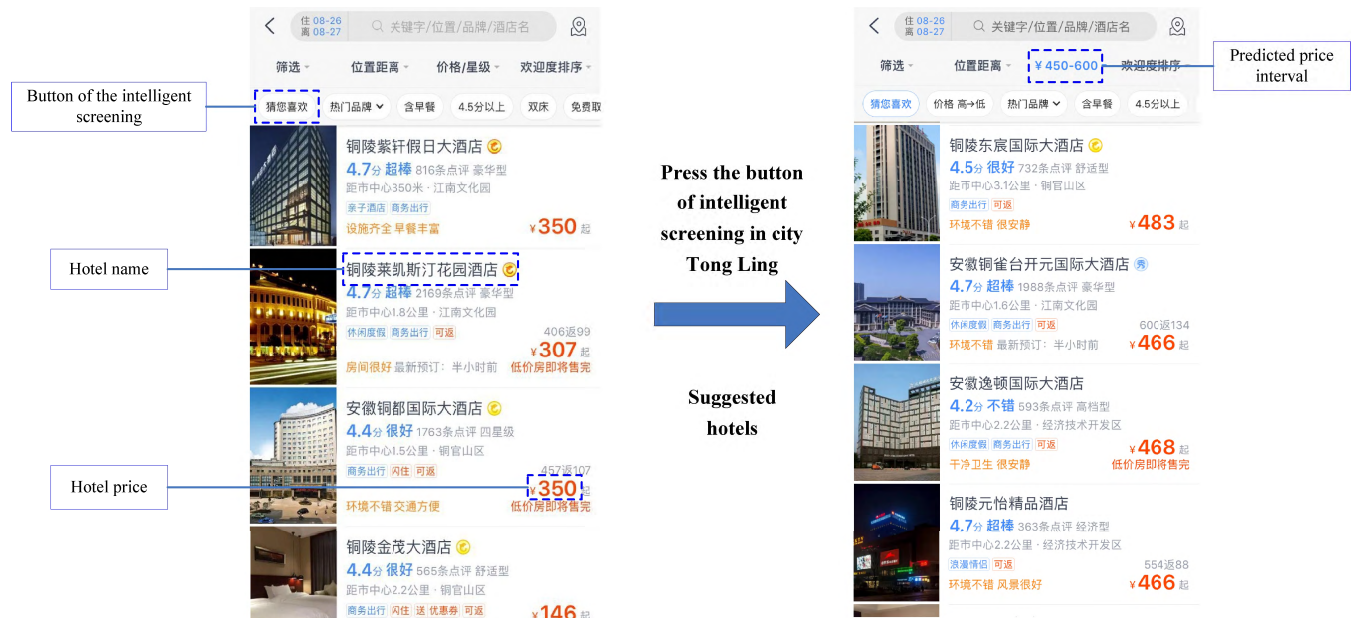 Button of the intelligent
screening
Hotel name
Hotel price
住 08-26
离 08-27
关键字/位置/品牌/酒店名
筛选 位置距离 价格/星级 欢迎度排序
猜您喜欢 热门品牌 含早餐 4.5分以上 双床 免费取
铜陵紫轩假日大酒店
4.7分 超棒 816条点评 豪华型
距市中心350米 · 江南文化园
亲子酒店 商务出行
设施齐全 早餐丰富 ¥350 起
铜陵莱凯斯汀花园酒店
4.7分 超棒 2169条点评 豪华型
距市中心1.8公里 · 江南文化园
休闲度假 商务出行 可返 406返99
¥307 起
房间很好 最新预订：半小时前 低价房即将售完
安徽铜都国际大酒店
4.4分 很好 1763条点评 四星级
距市中心1.5公里 · 铜官山区
商务出行 闪住 可返 457返107
¥350 起
环境不错 交通方便 低价房即将售完
铜陵金茂大酒店
4.4分 很好 565条点评 舒适型
距市中心2.2公里 · 铜官山区
商务出行 闪住 送 优惠券 可返 ¥146 起
Press the button
of intelligent
screening in city
Tong Ling
Suggested
hotels
住 08-26
离 08-27
关键字/位置/品牌/酒店名
筛选 位置距离 ¥450-600 欢迎度排序
猜您喜欢 价格 高→低 热门品牌 含早餐 4.5分以上
铜陵东宸国际大酒店
4.5分 很好 732条点评 舒适型
距市中心3.1公里 · 铜官山区
商务出行 可返
环境不错 很安静 ¥483 起
安徽铜雀台开元国际大酒店 秀
4.7分 超棒 1988条点评 豪华型
距市中心1.6公里 · 江南文化园
休闲度假 商务出行 可返 600返134
环境不错 最新预订：半小时前 ¥466 起
安徽逸顿国际大酒店
4.2分 不错 593条点评 高档型
距市中心2.2公里 · 经济技术开发区
休闲度假 商务出行 可返 ¥468 起
干净卫生 很安静 低价房即将售完
铜陵元怡精品酒店
4.7分 超棒 363条点评 经济型
距市中心2.2公里 · 经济技术开发区
浪漫情侣 可返 554返88
环境不错 风景很好 ¥466 起
Predicted price
interval